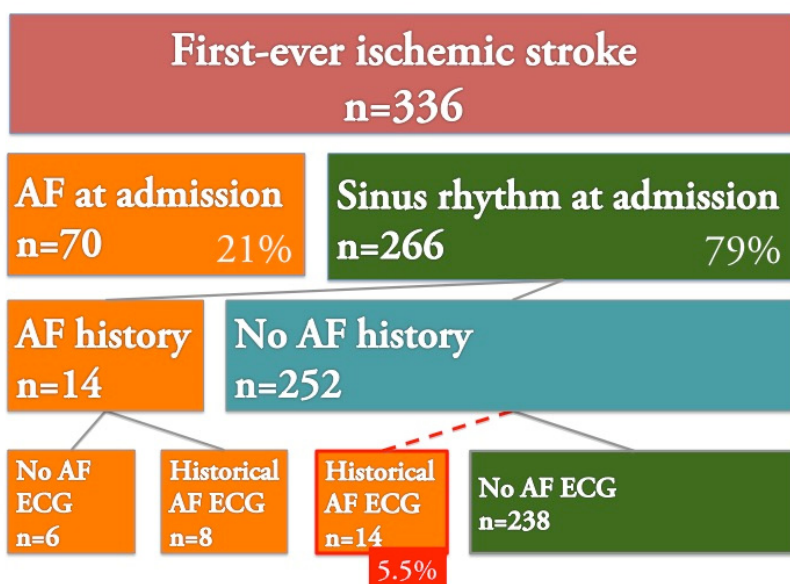 First-ever ischemic stroke
n=336
AF at admission
n=70
21%
Sinus rhythm at admission
n=266
79%
AF history
n=14
No AF history
n=252
No AF
ECG
n=6
Historical
AF ECG
n=8
Historical
AF ECG
n=14
5.5%
No AF ECG
n=238